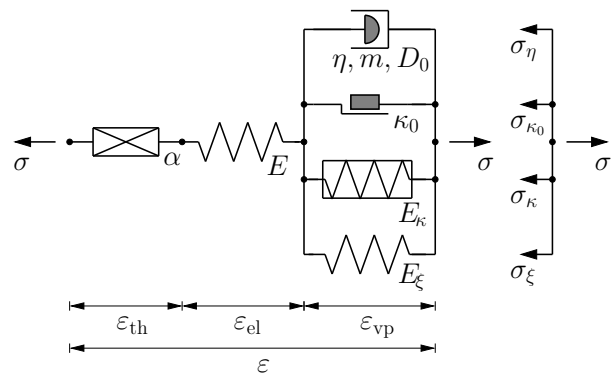 η, m, D₀
σ_η
κ₀
σ_κ₀
σ
α
E
σ
σ
E_κ
σ_κ
E_ξ
σ_ξ
ε_th
ε_el
ε_vp
ε